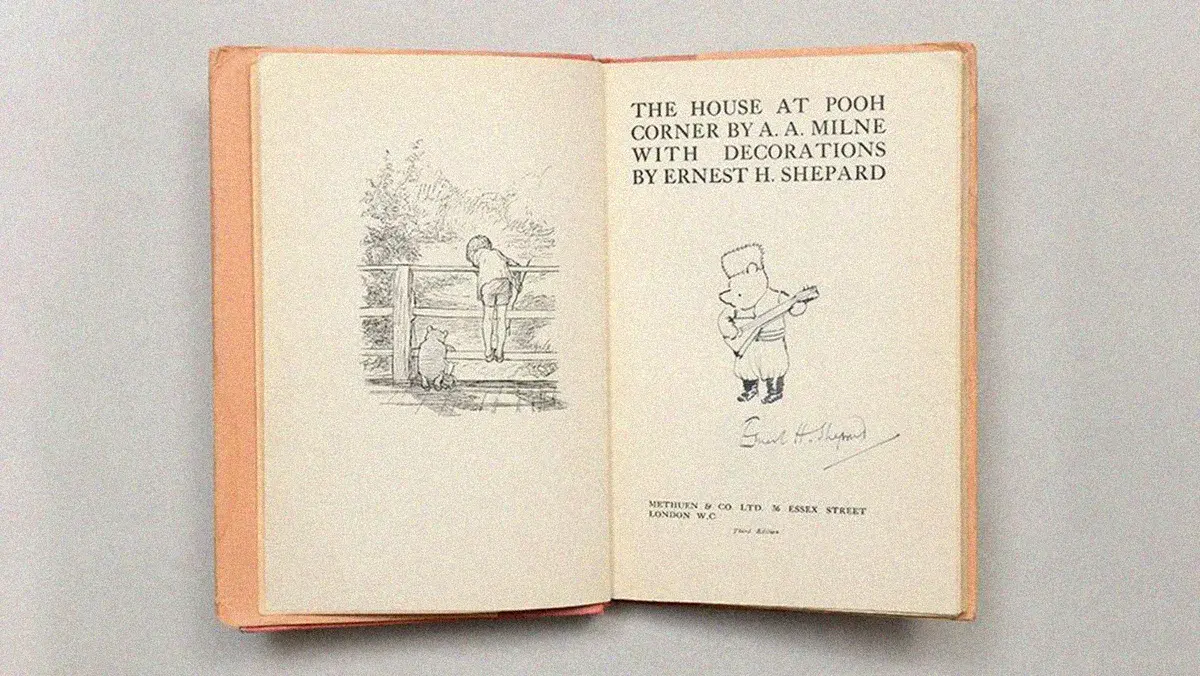 THE HOUSE AT POOH
CORNER BY A. A. MILNE
WITH DECORATIONS
BY ERNEST H. SHEPARD
Ernest H. Shepard
METHUEN & CO. LTD. 36 ESSEX STREET
LONDON W.C.
Third Edition